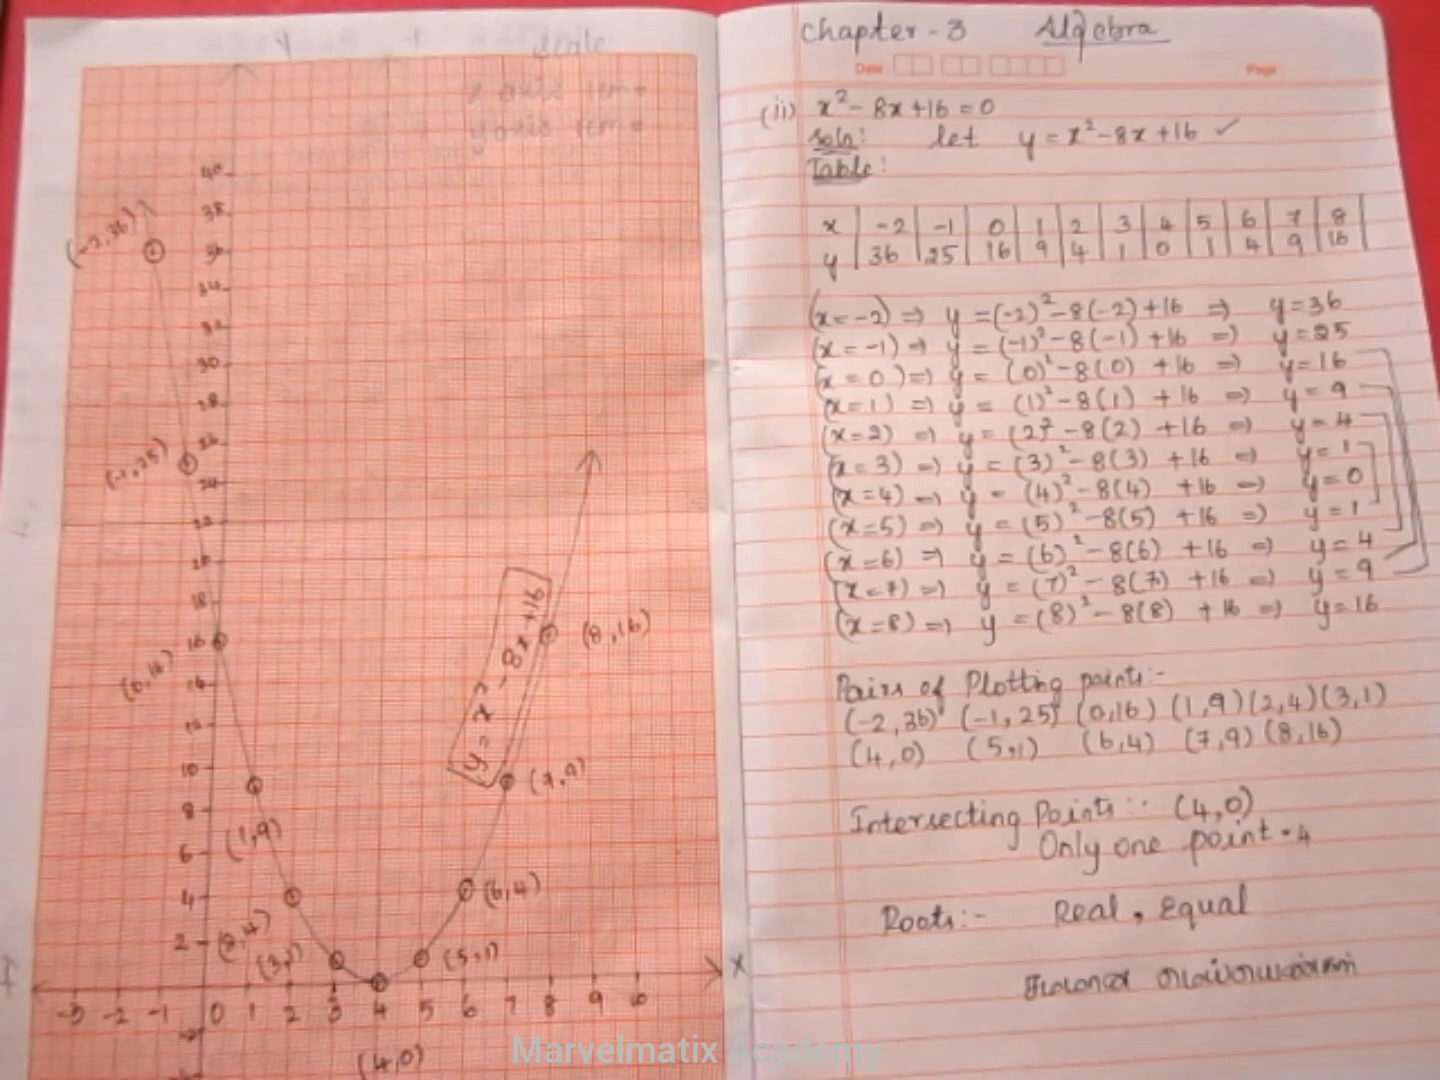 scale
40
38
(-2,36)
36
34
32
30
28
26
(-1,25)
24
22
20
18
16
(0,16)
14
12
10
8
(1,9)
6
4
(2,4)
2
(3,1)
(5,1)
(6,4)
(7,9)
(8,16)
y = x² - 8x + 16
X
-3 -2 -1 0 1 2 3 4 5 6 7 8 9 10
-2
(4,0)
Chapter - 3 Algebra
Date Page
(ii) x² - 8x + 16 = 0
Soln: let y = x² - 8x + 16 ✓
Table:
x | -2 | -1 | 0 | 1 | 2 | 3 | 4 | 5 | 6 | 7 | 8 |
y | 36 | 25 | 16 | 9 | 4 | 1 | 0 | 1 | 4 | 9 | 16 |
(x = -2) ⇒ y = (-2)² - 8(-2) + 16 ⇒ y = 36
(x = -1) ⇒ y = (-1)² - 8(-1) + 16 ⇒ y = 25
(x = 0) ⇒ y = (0)² - 8(0) + 16 ⇒ y = 16
(x = 1) ⇒ y = (1)² - 8(1) + 16 ⇒ y = 9
(x = 2) ⇒ y = (2)² - 8(2) + 16 ⇒ y = 4
(x = 3) ⇒ y = (3)² - 8(3) + 16 ⇒ y = 1
(x = 4) ⇒ y = (4)² - 8(4) + 16 ⇒ y = 0
(x = 5) ⇒ y = (5)² - 8(5) + 16 ⇒ y = 1
(x = 6) ⇒ y = (6)² - 8(6) + 16 ⇒ y = 4
(x = 7) ⇒ y = (7)² - 8(7) + 16 ⇒ y = 9
(x = 8) ⇒ y = (8)² - 8(8) + 16 ⇒ y = 16
Pairs of Plotting points:-
(-2,36) (-1,25) (0,16) (1,9) (2,4) (3,1)
(4,0) (5,1) (6,4) (7,9) (8,16)
Intersecting Points:- (4,0)
Only one point - 4
Roots:- Real, Equal
Marvelmatix Academy